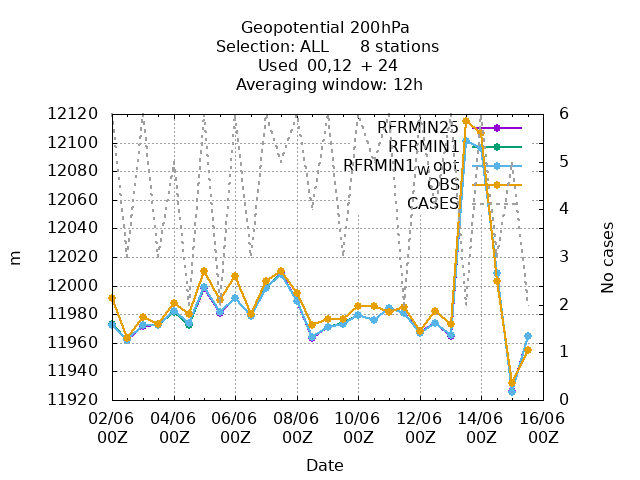 Geopotential 200hPa
Selection: ALL 8 stations
Used 00,12 + 24
Averaging window: 12h
12120
12100
12080
12060
12040
12020
12000
11980
11960
11940
11920
m
RFRMIN25
RFRMIN1
RFRMIN1w opt
OBS
CASES
6
5
4
3
2
1
0
No cases
02/06 04/06 06/06 08/06 10/06 12/06 14/06 16/06
00Z 00Z 00Z 00Z 00Z 00Z 00Z 00Z
Date